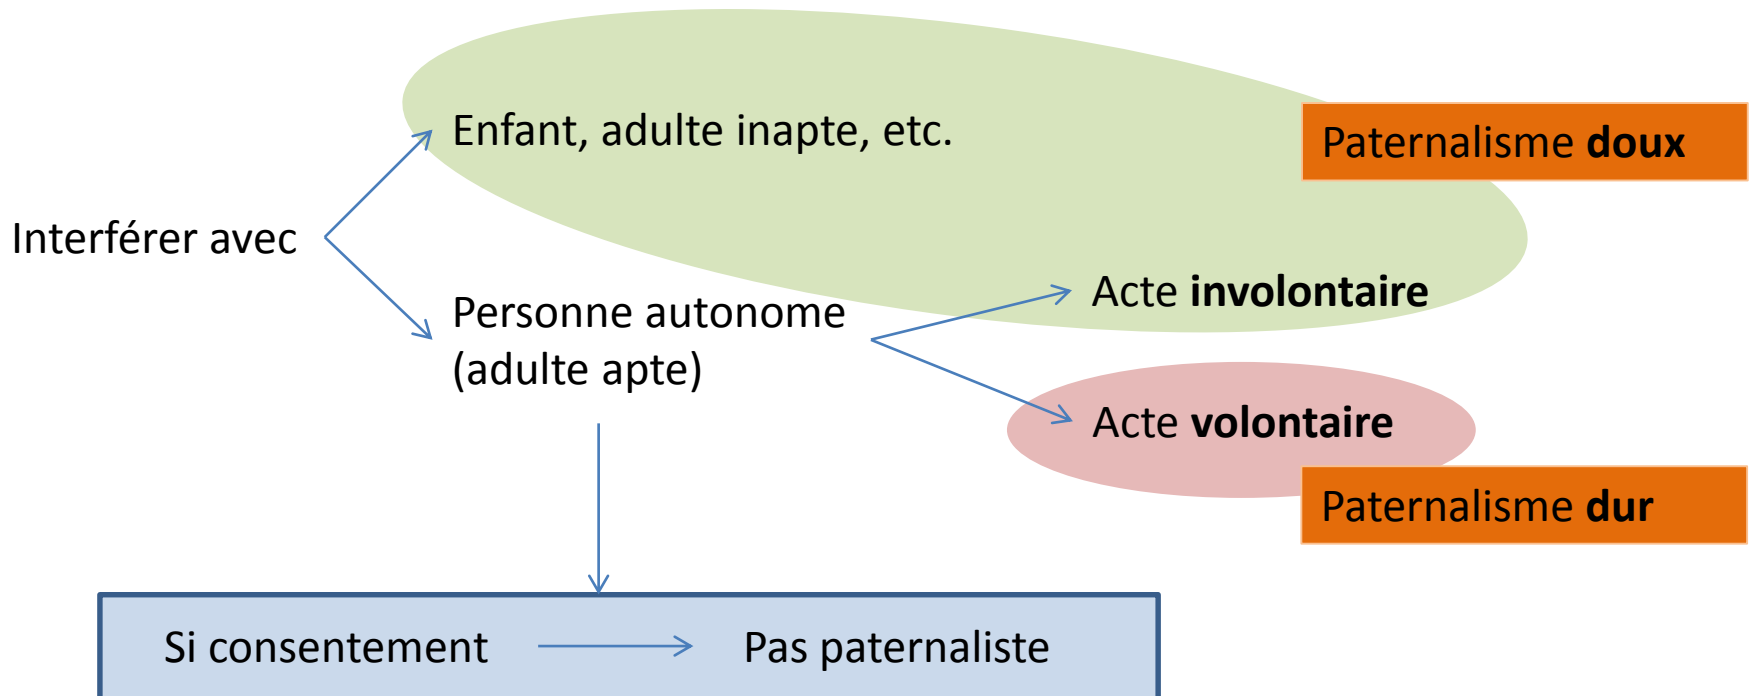 Enfant, adulte inapte, etc.
Paternalisme doux
Interférer avec
Personne autonome
(adulte apte)
Acte involontaire
Acte volontaire
Paternalisme dur
Si consentement
Pas paternaliste